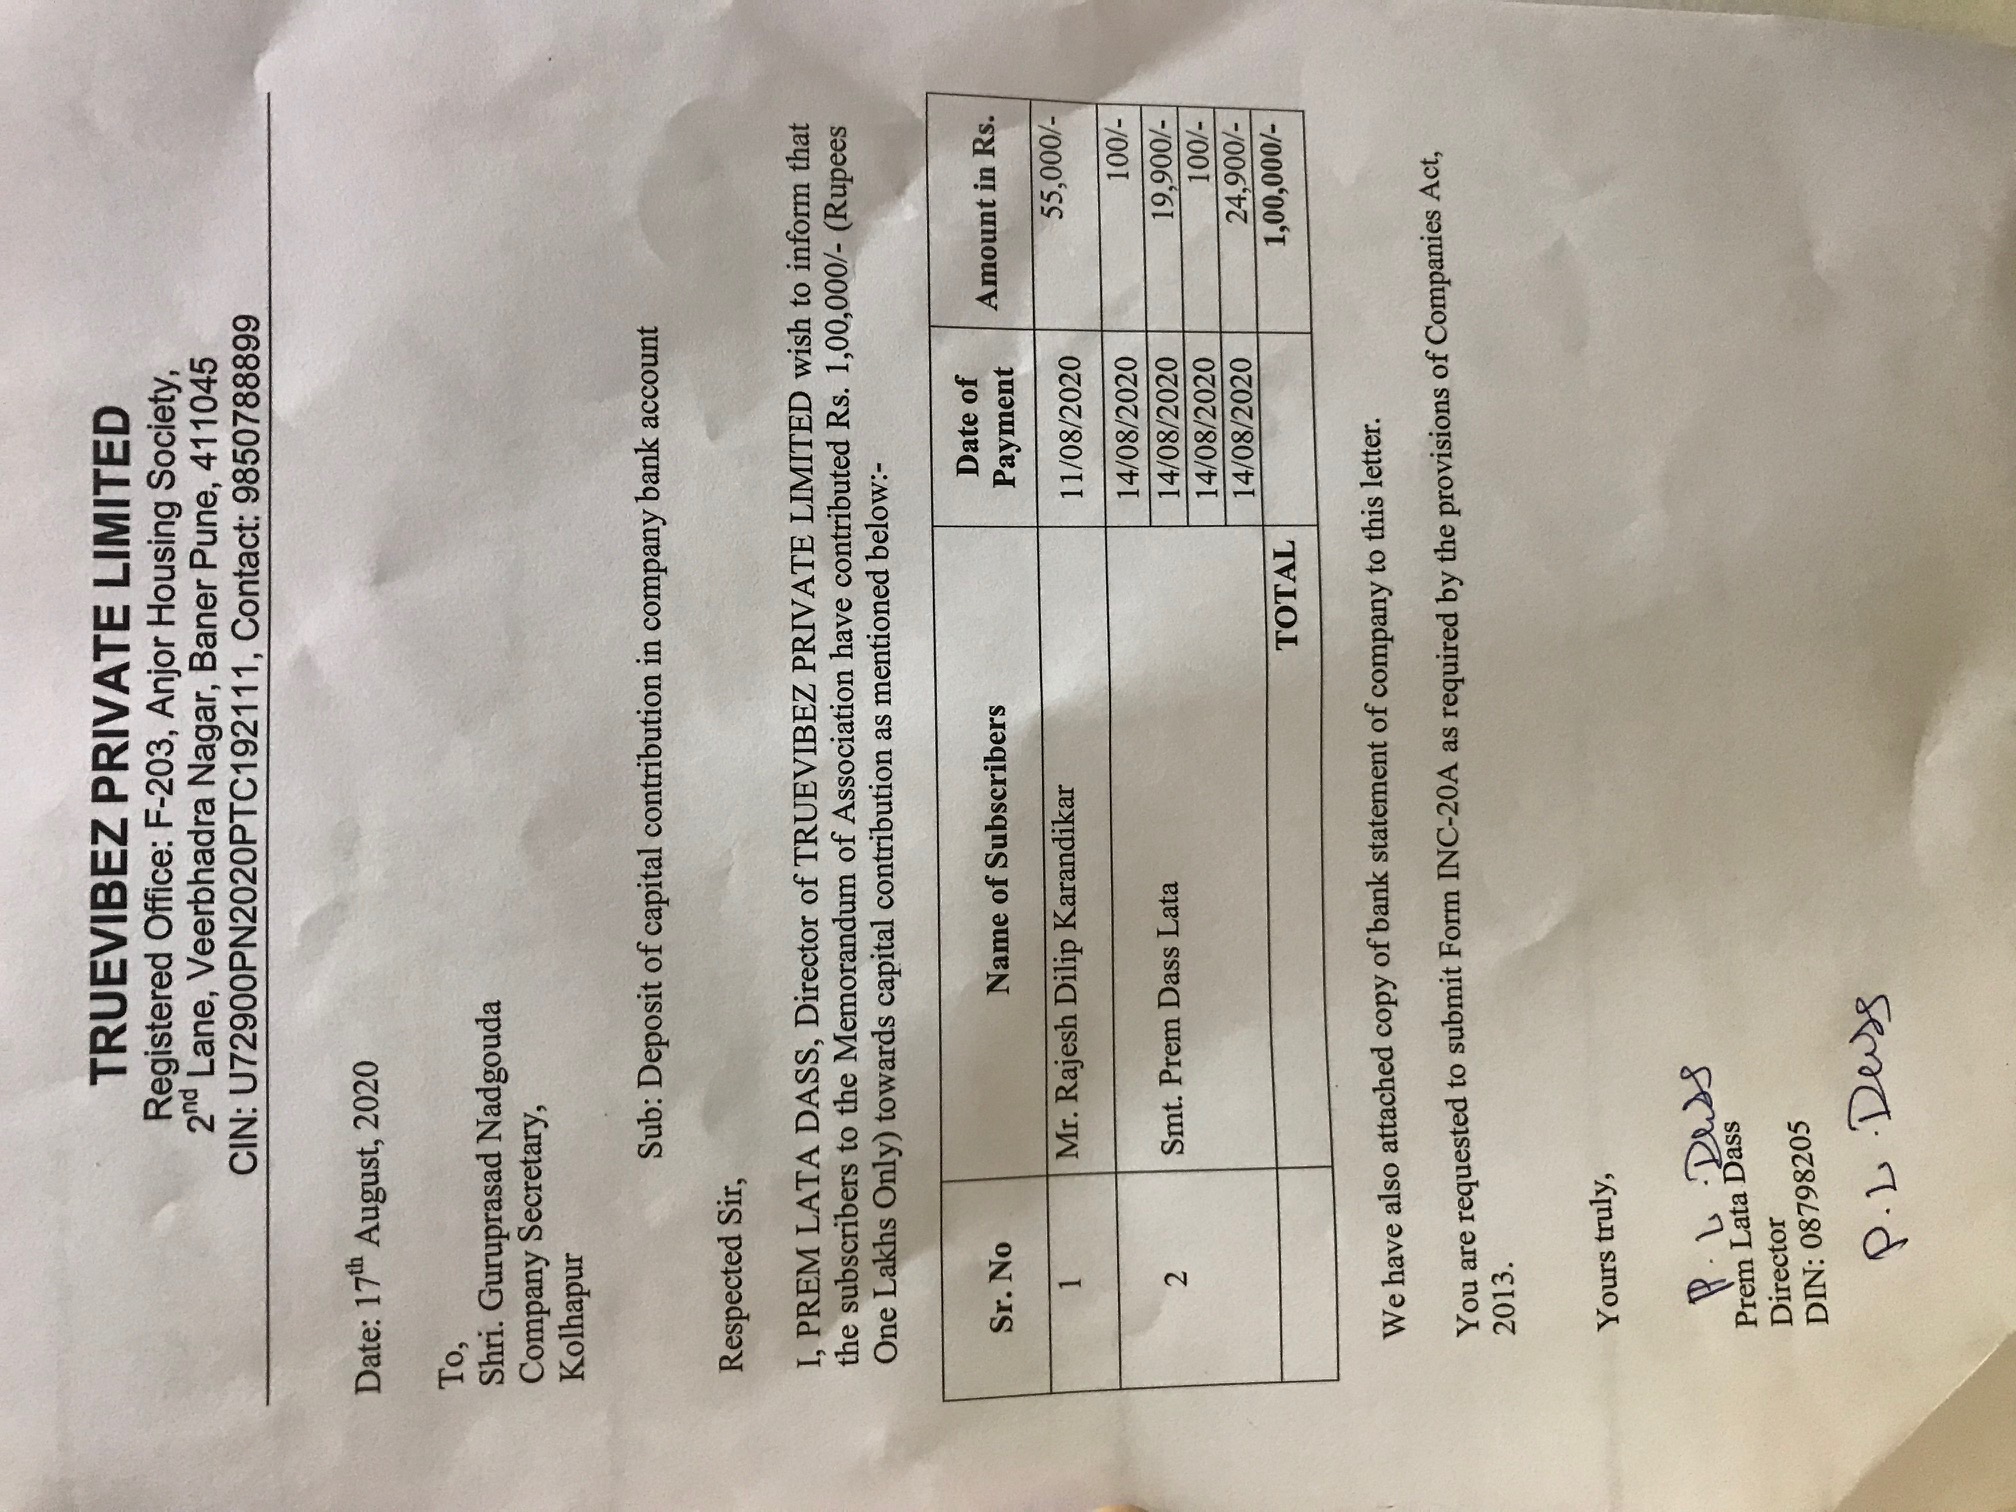 TRUEVIBEZ PRIVATE LIMITED
Registered Office: F-203, Anjor Housing Society,
2nd Lane, Veerbhadra Nagar, Baner Pune, 411045
CIN: U72900PN2020PTC192111, Contact: 9850788899
Date: 17th August, 2020
To,
Shri. Guruprasad Nadgouda
Company Secretary,
Kolhapur
Sub: Deposit of capital contribution in company bank account
Respected Sir,
I, PREM LATA DASS, Director of TRUEVIBEZ PRIVATE LIMITED wish to inform that
the subscribers to the Memorandum of Association have contributed Rs. 1,00,000/- (Rupees
One Lakhs Only) towards capital contribution as mentioned below:-
Sr. No Name of Subscribers Date of Payment Amount in Rs.
1 Mr. Rajesh Dilip Karandikar 11/08/2020 55,000/-
2 Smt. Prem Dass Lata 14/08/2020 100/-
14/08/2020 19,900/-
14/08/2020 100/-
14/08/2020 24,900/-
TOTAL 1,00,000/-
We have also attached copy of bank statement of company to this letter.
You are requested to submit Form INC-20A as required by the provisions of Companies Act,
2013.
Yours truly,
P. L. Dass
Prem Lata Dass
Director
DIN: 08798205
P. L. Dass